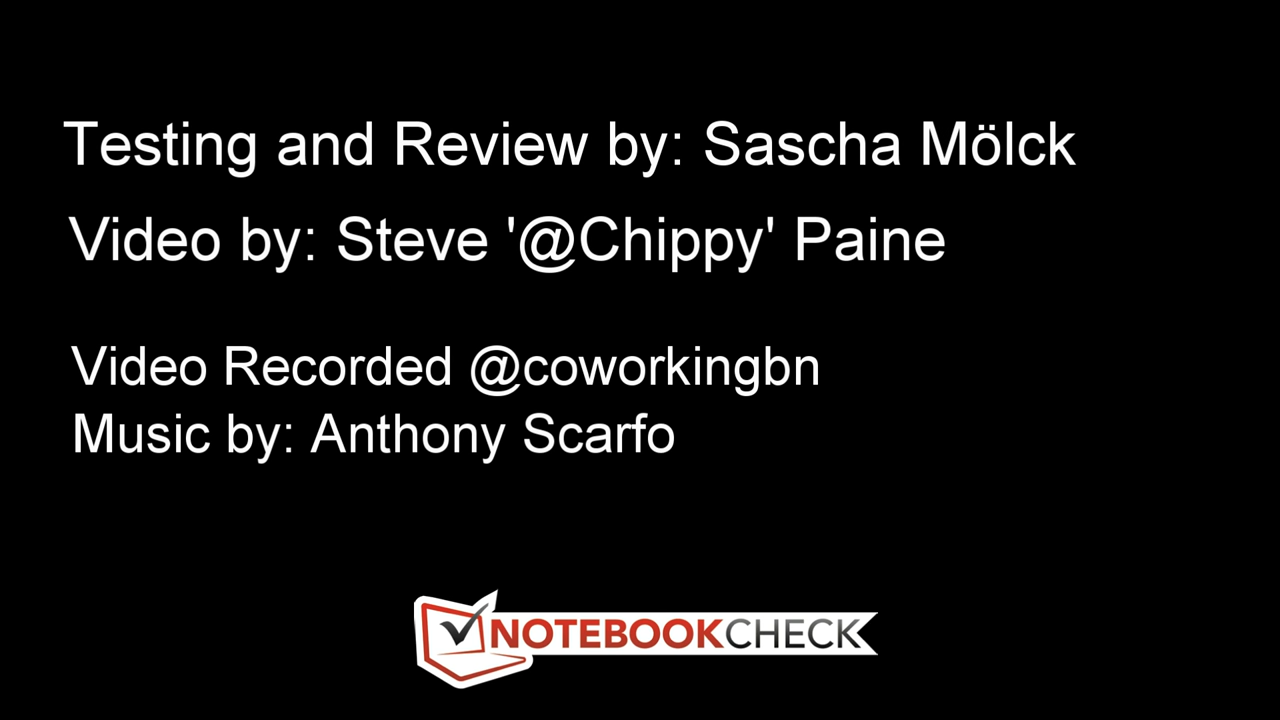 Testing and Review by: Sascha Mölck
Video by: Steve '@Chippy' Paine
Video Recorded @coworkingbn
Music by: Anthony Scarfo
NOTEBOOKCHECK